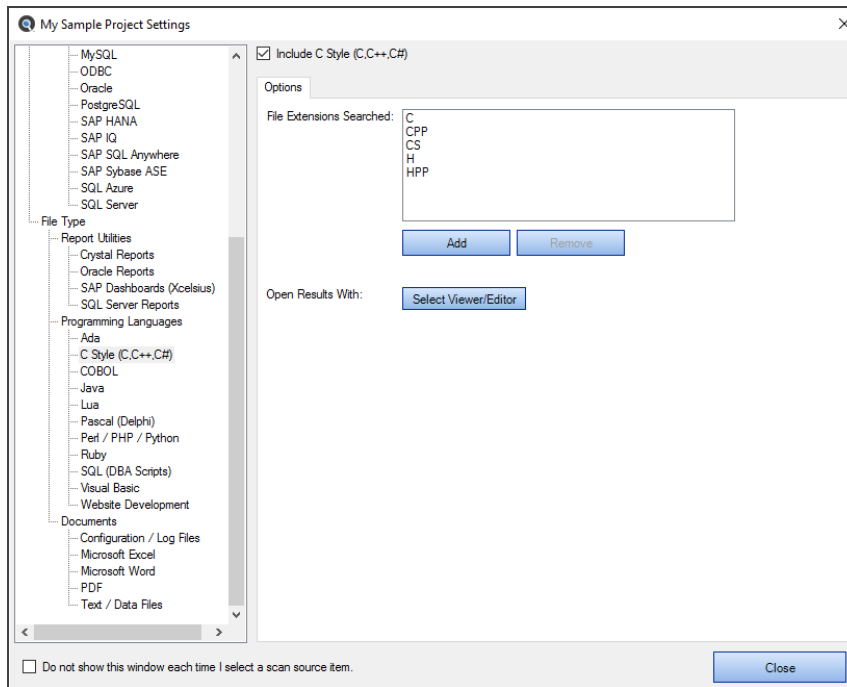 My Sample Project Settings
MySQL
ODBC
Oracle
PostgreSQL
SAP HANA
SAP IQ
SAP SQL Anywhere
SAP Sybase ASE
SQL Azure
SQL Server
File Type
Report Utilities
Crystal Reports
Oracle Reports
SAP Dashboards (Xcelsius)
SQL Server Reports
Programming Languages
Ada
C Style (C,C++,C#)
COBOL
Java
Lua
Pascal (Delphi)
Perl / PHP / Python
Ruby
SQL (DBA Scripts)
Visual Basic
Website Development
Documents
Configuration / Log Files
Microsoft Excel
Microsoft Word
PDF
Text / Data Files
Include C Style (C,C++,C#)
Options
File Extensions Searched:
C
CPP
CS
H
HPP
Add Remove
Open Results With: Select Viewer/Editor
Do not show this window each time I select a scan source item.
Close